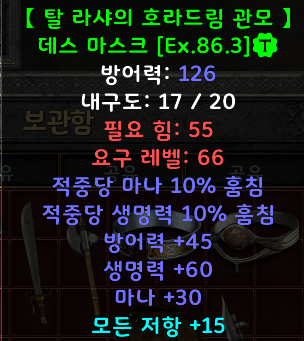 【 탈 라샤의 호라드림 관모 】
데스 마스크 [Ex.86.3] T
방어력: 126
내구도: 17 / 20
보관함
필요 힘: 55
요구 레벨: 66
적중당 마나 10% 훔침
적중당 생명력 10% 훔침
방어력 +45
생명력 +60
마나 +30
모든 저항 +15